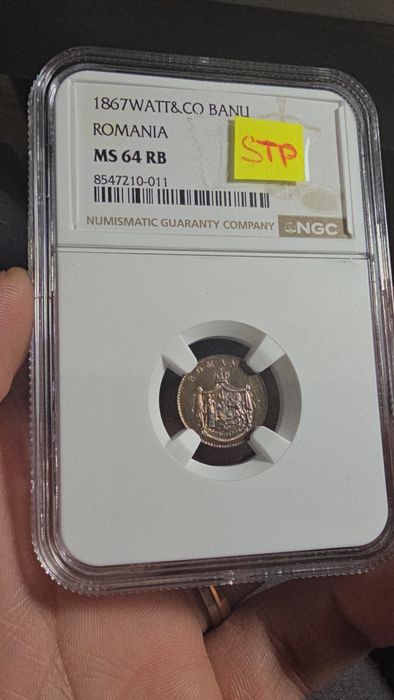 1867WATT&CO BANU
ROMANIA
MS 64 RB
8547210-011
STP
NUMISMATIC GUARANTY COMPANY NGC
ROMANIA